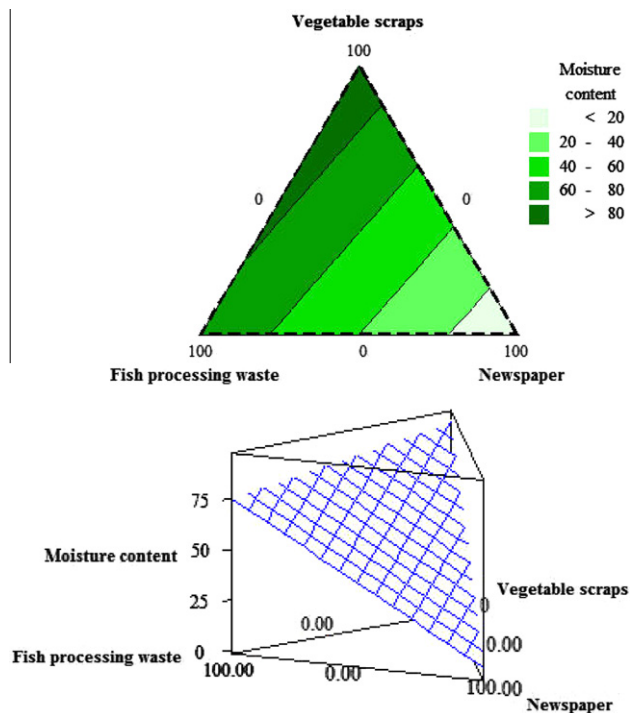 Vegetable scraps
100
Moisture
content
< 20
20 - 40
40 - 60
60 - 80
> 80
0
0
100
0
100
Fish processing waste
Newspaper
75
Moisture content
50
25
Vegetable scraps
0
0.00
0.00
0
Fish processing waste
100.00
0.00
100.00
Newspaper